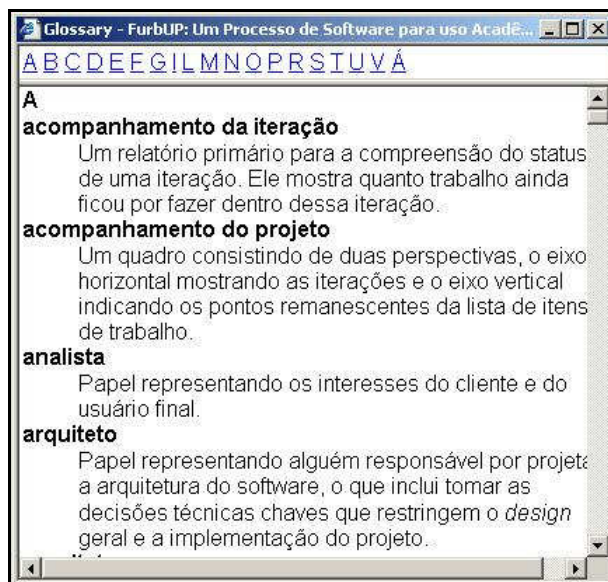 Glossary - FurbUP: Um Processo de Software para uso Acadê...
A B C D E F G I L M N O P R S T U V Á
A
acompanhamento da iteração
Um relatório primário para a compreensão do status
de uma iteração. Ele mostra quanto trabalho ainda
ficou por fazer dentro dessa iteração.
acompanhamento do projeto
Um quadro consistindo de duas perspectivas, o eixo
horizontal mostrando as iterações e o eixo vertical
indicando os pontos remanescentes da lista de itens
de trabalho.
analista
Papel representando os interesses do cliente e do
usuário final.
arquiteto
Papel representando alguém responsável por projeta
a arquitetura do software, o que inclui tomar as
decisões técnicas chaves que restringem o design
geral e a implementação do projeto.